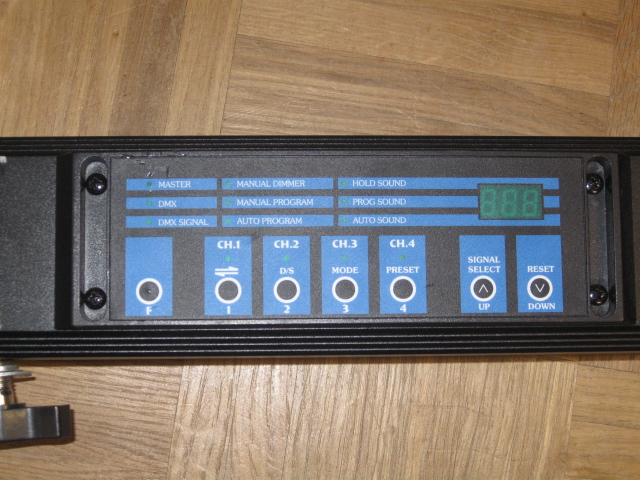 MASTER MANUAL DIMMER HOLD SOUND
DMX MANUAL PROGRAM PROG SOUND
DMX SIGNAL AUTO PROGRAM AUTO SOUND
CH.1 CH.2 CH.3 CH.4
SIGNAL SELECT
D/S MODE PRESET RESET
F 1 2 3 4 UP DOWN